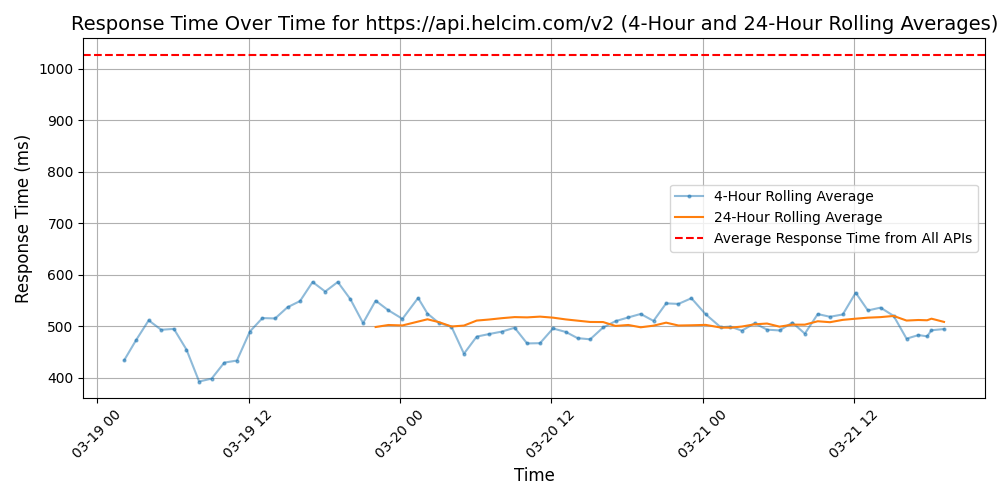 Response Time Over Time for https://api.helcim.com/v2 (4-Hour and 24-Hour Rolling Averages)
Response Time (ms)
1000
900
800
700
600
500
400
4-Hour Rolling Average
24-Hour Rolling Average
Average Response Time from All APIs
03-19 00
03-19 12
03-20 00
03-20 12
03-21 00
03-21 12
Time